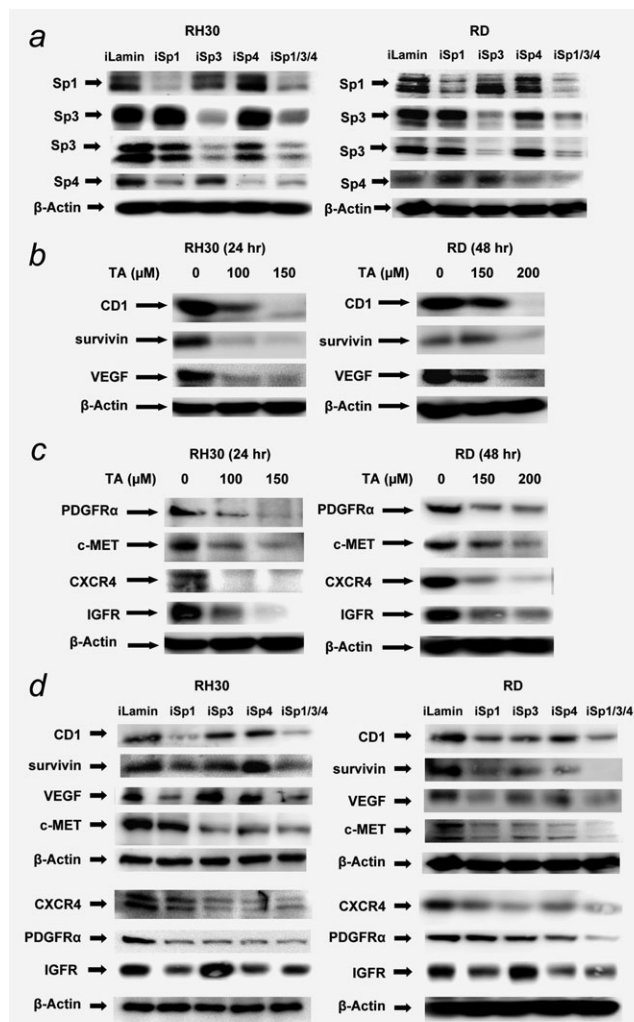 a
RH30
iLamin iSp1 iSp3 iSp4 iSp1/3/4
Sp1
Sp3
Sp3
Sp4
β-Actin
RD
iLamin iSp1 iSp3 iSp4 iSp1/3/4
Sp1
Sp3
Sp3
Sp4
β-Actin
b
RH30 (24 hr)
TA (µM) 0 100 150
CD1
survivin
VEGF
β-Actin
RD (48 hr)
TA (µM) 0 150 200
CD1
survivin
VEGF
β-Actin
c
RH30 (24 hr)
TA (µM) 0 100 150
PDGFRα
c-MET
CXCR4
IGFR
β-Actin
RD (48 hr)
TA (µM) 0 150 200
PDGFRα
c-MET
CXCR4
IGFR
β-Actin
d
RH30
iLamin iSp1 iSp3 iSp4 iSp1/3/4
CD1
survivin
VEGF
c-MET
β-Actin
CXCR4
PDGFRα
IGFR
β-Actin
RD
iLamin iSp1 iSp3 iSp4 iSp1/3/4
CD1
survivin
VEGF
c-MET
β-Actin
CXCR4
PDGFRα
IGFR
β-Actin